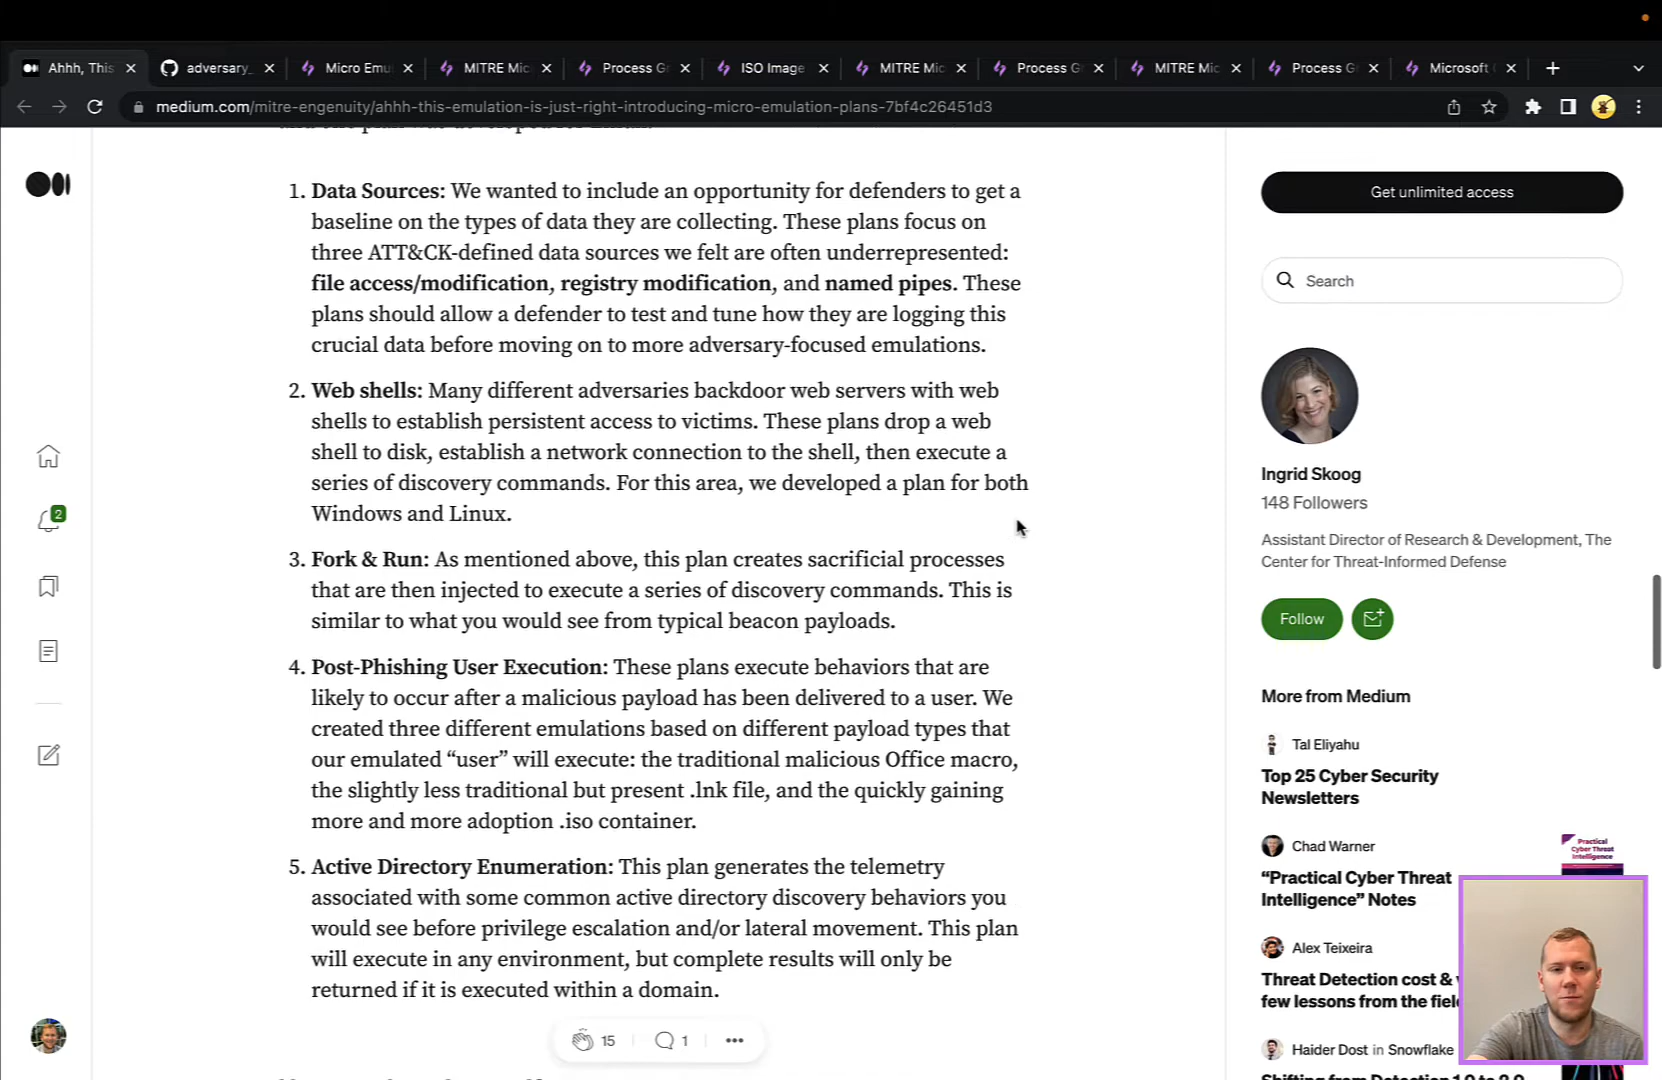 Ahhh, This
adversary_
Micro Emu
MITRE Mic
Process G
ISO Image
MITRE Mic
Process G
MITRE Mic
Process G
Microsoft
medium.com/mitre-engenuity/ahhh-this-emulation-is-just-right-introducing-micro-emulation-plans-7bf4c26451d3
1. Data Sources: We wanted to include an opportunity for defenders to get a
baseline on the types of data they are collecting. These plans focus on
three ATT&CK-defined data sources we felt are often underrepresented:
file access/modification, registry modification, and named pipes. These
plans should allow a defender to test and tune how they are logging this
crucial data before moving on to more adversary-focused emulations.
2. Web shells: Many different adversaries backdoor web servers with web
shells to establish persistent access to victims. These plans drop a web
shell to disk, establish a network connection to the shell, then execute a
series of discovery commands. For this area, we developed a plan for both
Windows and Linux.
3. Fork & Run: As mentioned above, this plan creates sacrificial processes
that are then injected to execute a series of discovery commands. This is
similar to what you would see from typical beacon payloads.
4. Post-Phishing User Execution: These plans execute behaviors that are
likely to occur after a malicious payload has been delivered to a user. We
created three different emulations based on different payload types that
our emulated “user” will execute: the traditional malicious Office macro,
the slightly less traditional but present .lnk file, and the quickly gaining
more and more adoption .iso container.
5. Active Directory Enumeration: This plan generates the telemetry
associated with some common active directory discovery behaviors you
would see before privilege escalation and/or lateral movement. This plan
will execute in any environment, but complete results will only be
returned if it is executed within a domain.
15
1
2
Get unlimited access
Search
Ingrid Skoog
148 Followers
Assistant Director of Research & Development, The
Center for Threat-Informed Defense
Follow
More from Medium
Tal Eliyahu
Top 25 Cyber Security
Newsletters
Chad Warner
“Practical Cyber Threat
Intelligence” Notes
Practical
Cyber Threat
Intelligence
Alex Teixeira
Threat Detection cost &
few lessons from the fiel
Haider Dost in Snowflake